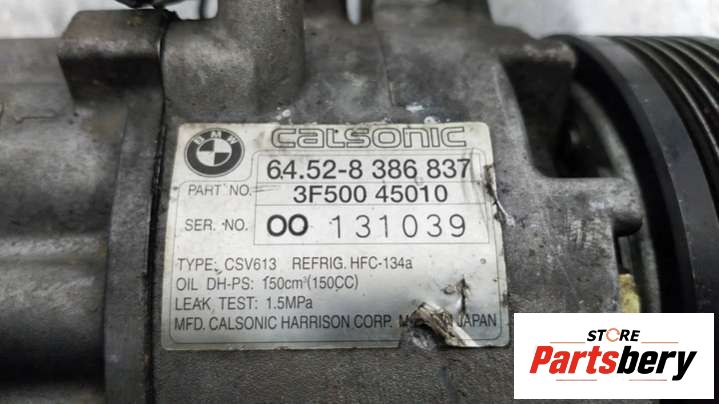 BMW
calsonic
64.52-8 386 837
PART NO. 3F500 45010
SER. NO. 00 131039
TYPE: CSV613 REFRIG. HFC-134a
OIL DH-PS: 150cm³(150CC)
LEAK TEST: 1.5MPa
MFD. CALSONIC HARRISON CORP. JAPAN
STORE
Partsbery